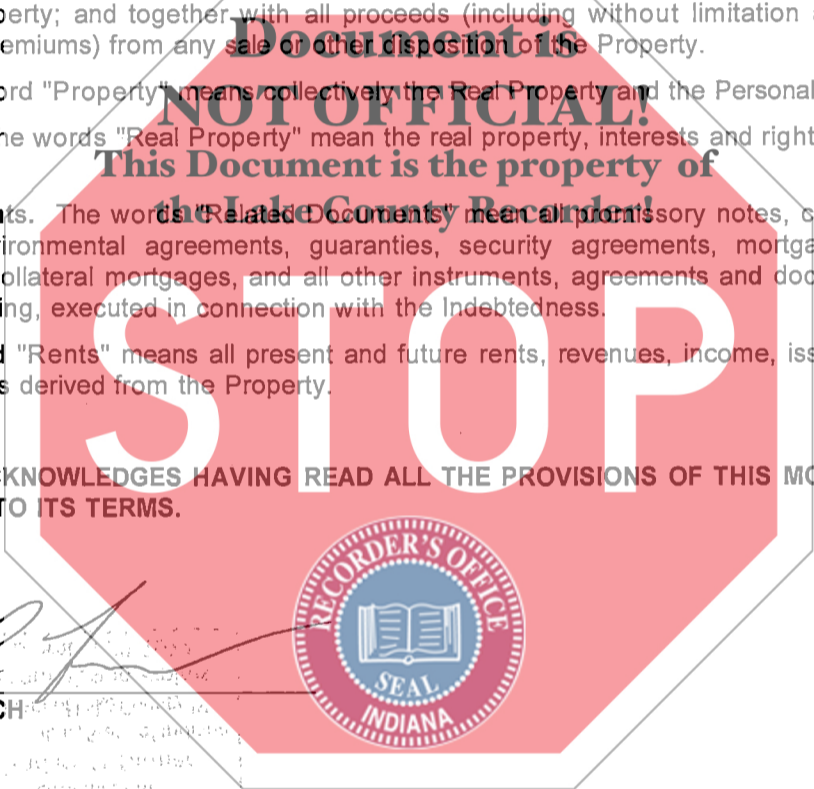 perty; and together with all proceeds (including without limitation
emiums) from any sale or other disposition of the Property.
Document is
ord "Property" means collectively the Real Property and the Personal
NOT OFFICIAL!
he words "Real Property" mean the real property, interests and right
This Document is the property of
the Lake County Recorder!
nts. The words "Related Documents" mean all promissory notes, c
ironmental agreements, guaranties, security agreements, mortga
ollateral mortgages, and all other instruments, agreements and doc
ing, executed in connection with the Indebtedness.
d "Rents" means all present and future rents, revenues, income, iss
s derived from the Property.
STOP
CKNOWLEDGES HAVING READ ALL THE PROVISIONS OF THIS MO
TO ITS TERMS.
RECORDER'S OFFICE
SEAL
INDIANA
CH